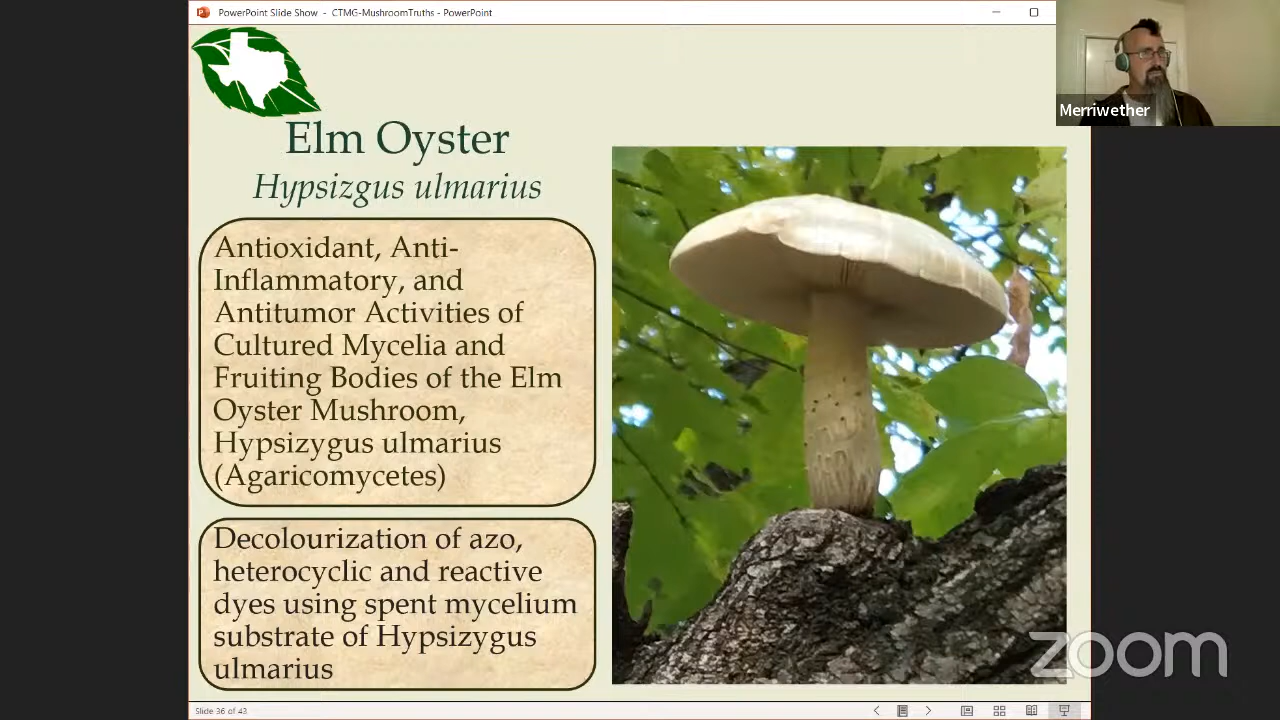 PowerPoint Slide Show - CTMG-MushroomTruths - PowerPoint
Merriwether
Elm Oyster
Hypsizgus ulmarius
Antioxidant, Anti-
Inflammatory, and
Antitumor Activities of
Cultured Mycelia and
Fruiting Bodies of the Elm
Oyster Mushroom,
Hypsizygus ulmarius
(Agaricomycetes)
Decolourization of azo,
heterocyclic and reactive
dyes using spent mycelium
substrate of Hypsizygus
ulmarius
zoom
Slide 36 of 43